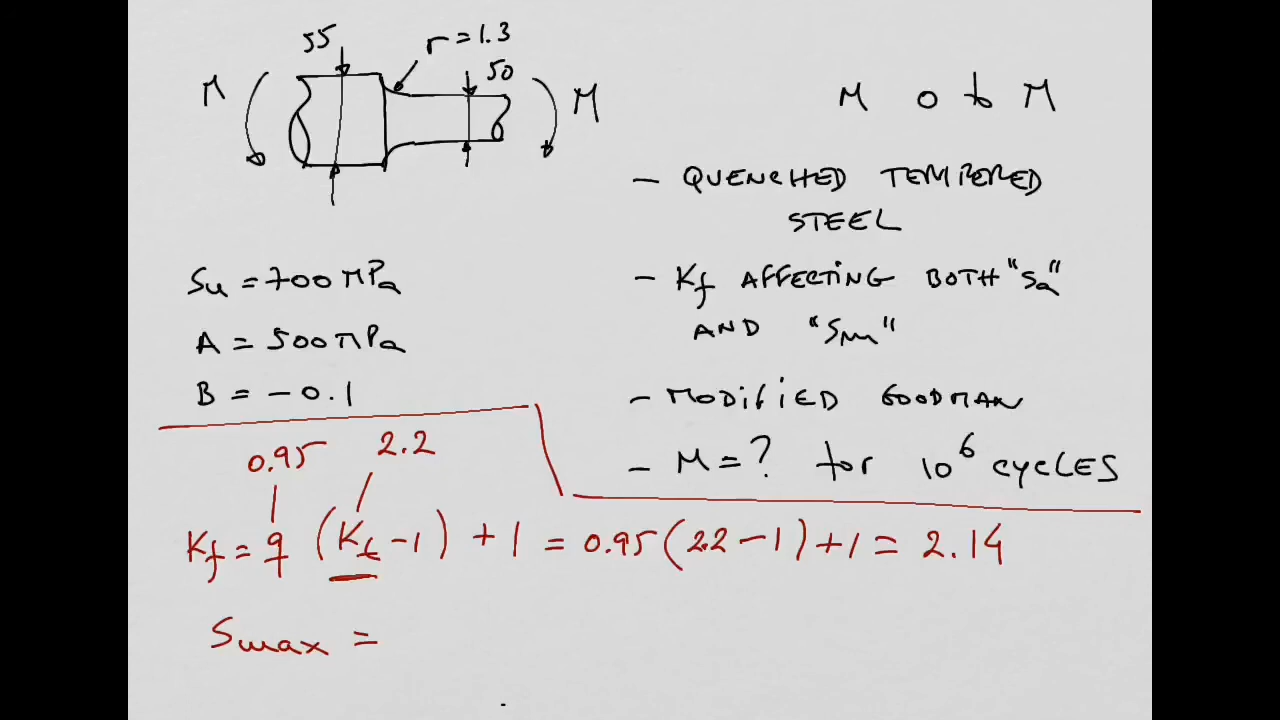 55
r = 1.3
50
M
M
M 0 to M
- QUENCHED TEMPERED
STEEL
- Kf AFFECTING BOTH "Sa"
AND "Sm"
- MODIFIED GOODMAN
- M = ? for 10⁶ CYCLES
Su = 700 MPa
A = 500 MPa
B = - 0.1
0.95 2.2
Kf = q (Kt - 1) + 1 = 0.95 (2.2 - 1) + 1 = 2.14
Smax =